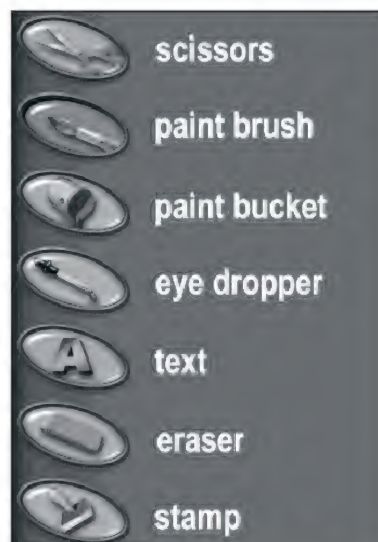 scissors
paint brush
paint bucket
eye dropper
A text
eraser
stamp